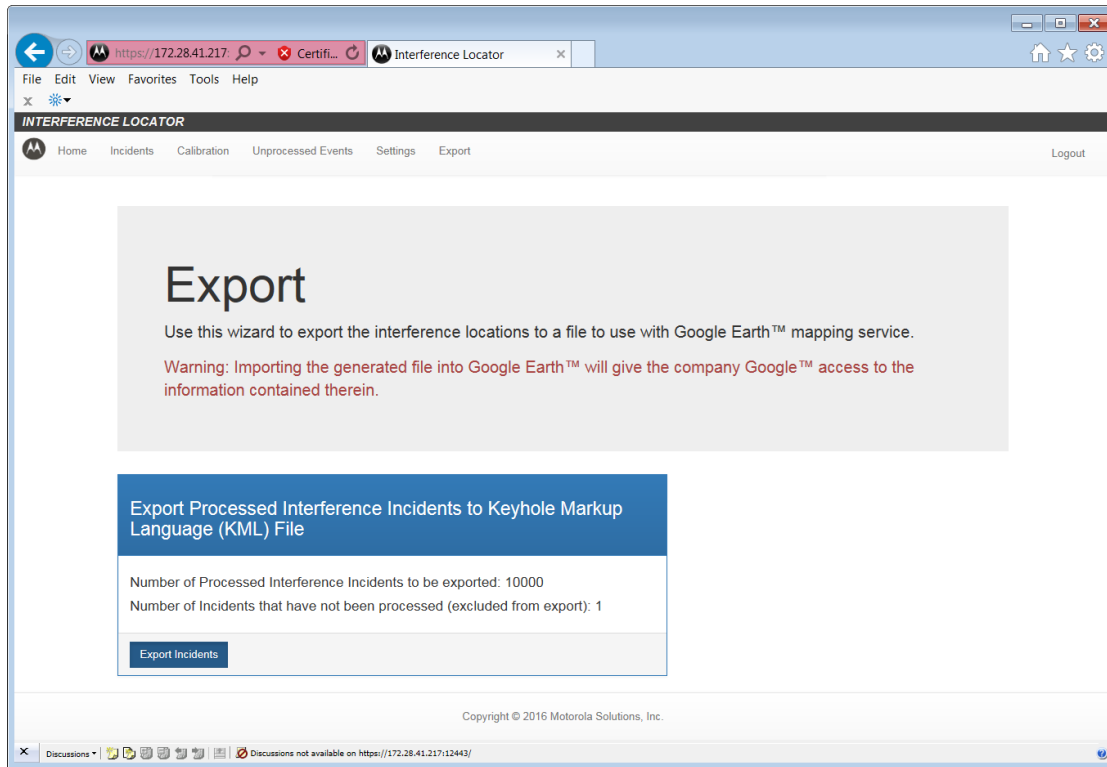 https://172.28.41.217: Certifi... Interference Locator
File Edit View Favorites Tools Help
x
INTERFERENCE LOCATOR
Home Incidents Calibration Unprocessed Events Settings Export Logout
Export
Use this wizard to export the interference locations to a file to use with Google Earth™ mapping service.
Warning: Importing the generated file into Google Earth™ will give the company Google™ access to the
information contained therein.
Export Processed Interference Incidents to Keyhole Markup
Language (KML) File
Number of Processed Interference Incidents to be exported: 10000
Number of Incidents that have not been processed (excluded from export): 1
Export Incidents
Copyright © 2016 Motorola Solutions, Inc.
Discussions Discussions not available on https://172.28.41.217:12443/